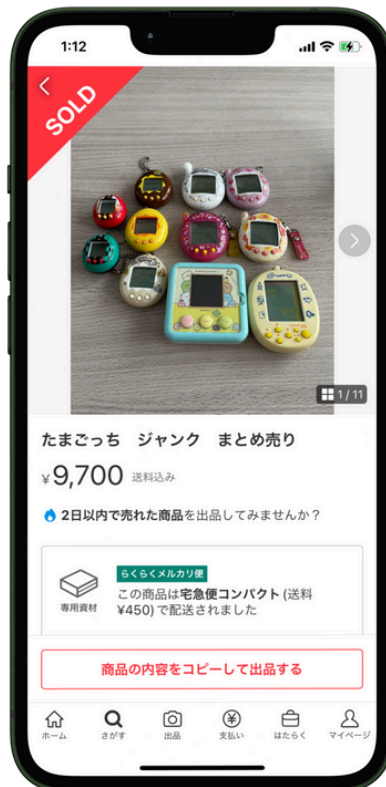 1:12
SOLD
1/11
たまごっち　ジャンク　まとめ売り
¥9,700 送料込み
2日以内で売れた商品を出品してみませんか？
らくらくメルカリ便
この商品は宅急便コンパクト(送料
¥450)で配送されました
専用資材
商品の内容をコピーして出品する
ホーム さがす 出品 支払い はたらく マイページ